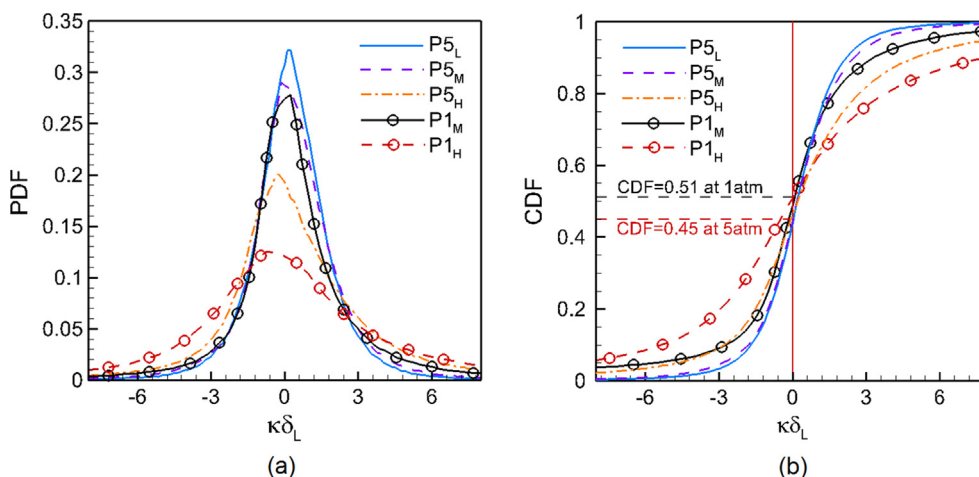 0.35
0.3
0.25
0.2
0.15
0.1
0.05
0
PDF
-6 -3 0 3 6
κδL
P5L
P5M
P5H
P1M
P1H
(a)
1
0.8
0.6
0.4
0.2
0
CDF
-6 -3 0 3 6
κδL
P5L
P5M
P5H
P1M
P1H
CDF=0.51 at 1atm
CDF=0.45 at 5atm
(b)